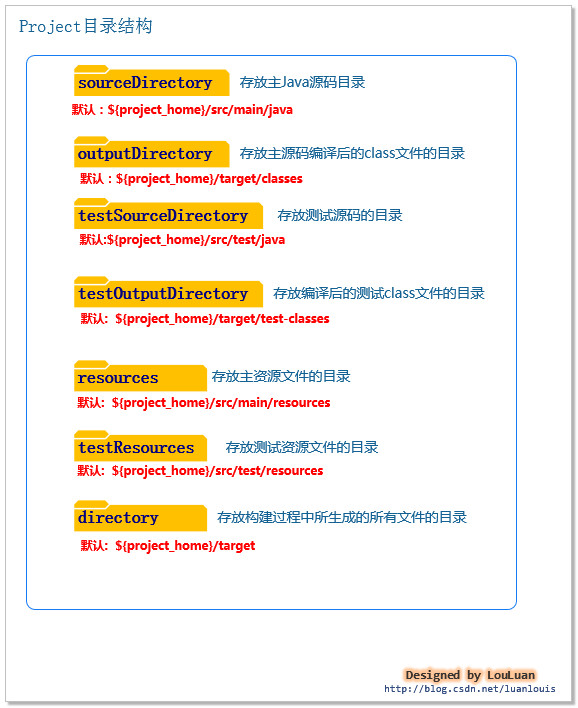 Project目录结构
sourceDirectory 存放主Java源码目录
默认：${project_home}/src/main/java
outputDirectory 存放主源码编译后的class文件的目录
默认：${project_home}/target/classes
testSourceDirectory 存放测试源码的目录
默认:${project_home}/src/test/java
testOutputDirectory 存放编译后的测试class文件的目录
默认: ${project_home}/target/test-classes
resources 存放主资源文件的目录
默认: ${project_home}/src/main/resources
testResources 存放测试资源文件的目录
默认: ${project_home}/src/test/resources
directory 存放构建过程中所生成的所有文件的目录
默认: ${project_home}/target
Designed by LouLuan
http://blog.csdn.net/luanlouis